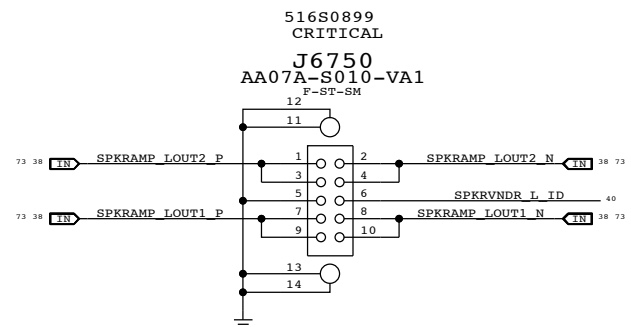 516S0899
CRITICAL
J6750
AA07A-S010-VA1
F-ST-SM
12
11
73 38 IN SPKRAMP_LOUT2_P 1 2 SPKRAMP_LOUT2_N IN 38 73
3 4
5 6 SPKRVNDR_L_ID 40
73 38 IN SPKRAMP_LOUT1_P 7 8 SPKRAMP_LOUT1_N IN 38 73
9 10
13
14